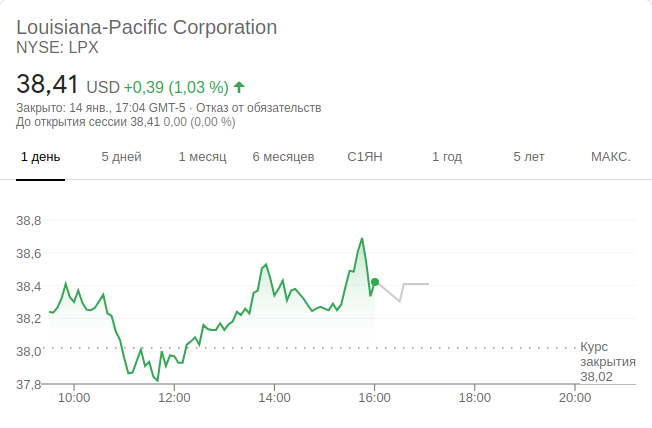 Louisiana-Pacific Corporation
NYSE: LPX
38,41 USD +0,39 (1,03 %)
Закрыто: 14 янв., 17:04 GMT-5 · Отказ от обязательств
До открытия сессии 38,41 0,00 (0,00 %)
1 день 5 дней 1 месяц 6 месяцев С1ЯН 1 год 5 лет МАКС.
38,8
38,6
38,4
38,2
38,0
37,8
Курс
закрытия
38,02
10:00 12:00 14:00 16:00 18:00 20:00